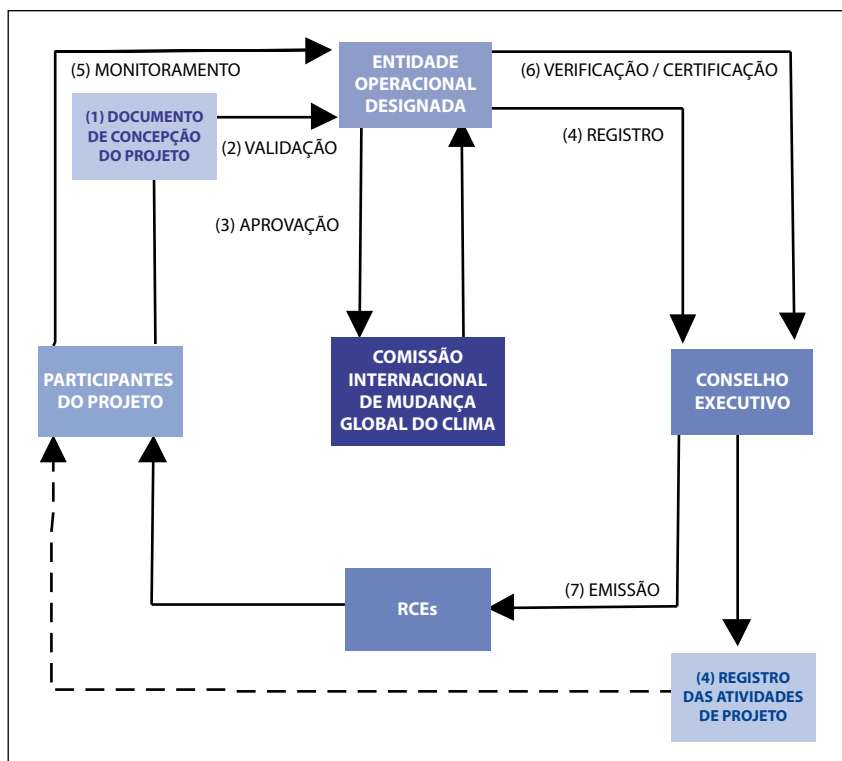 ENTIDADE
OPERACIONAL
DESIGNADA
(5) MONITORAMENTO
(6) VERIFICAÇÃO / CERTIFICAÇÃO
(1) DOCUMENTO
DE CONCEPÇÃO
DO PROJETO
(2) VALIDAÇÃO
(4) REGISTRO
(3) APROVAÇÃO
PARTICIPANTES
DO PROJETO
COMISSÃO
INTERNACIONAL
DE MUDANÇA
GLOBAL DO CLIMA
CONSELHO
EXECUTIVO
RCEs
(7) EMISSÃO
(4) REGISTRO
DAS ATIVIDADES
DE PROJETO